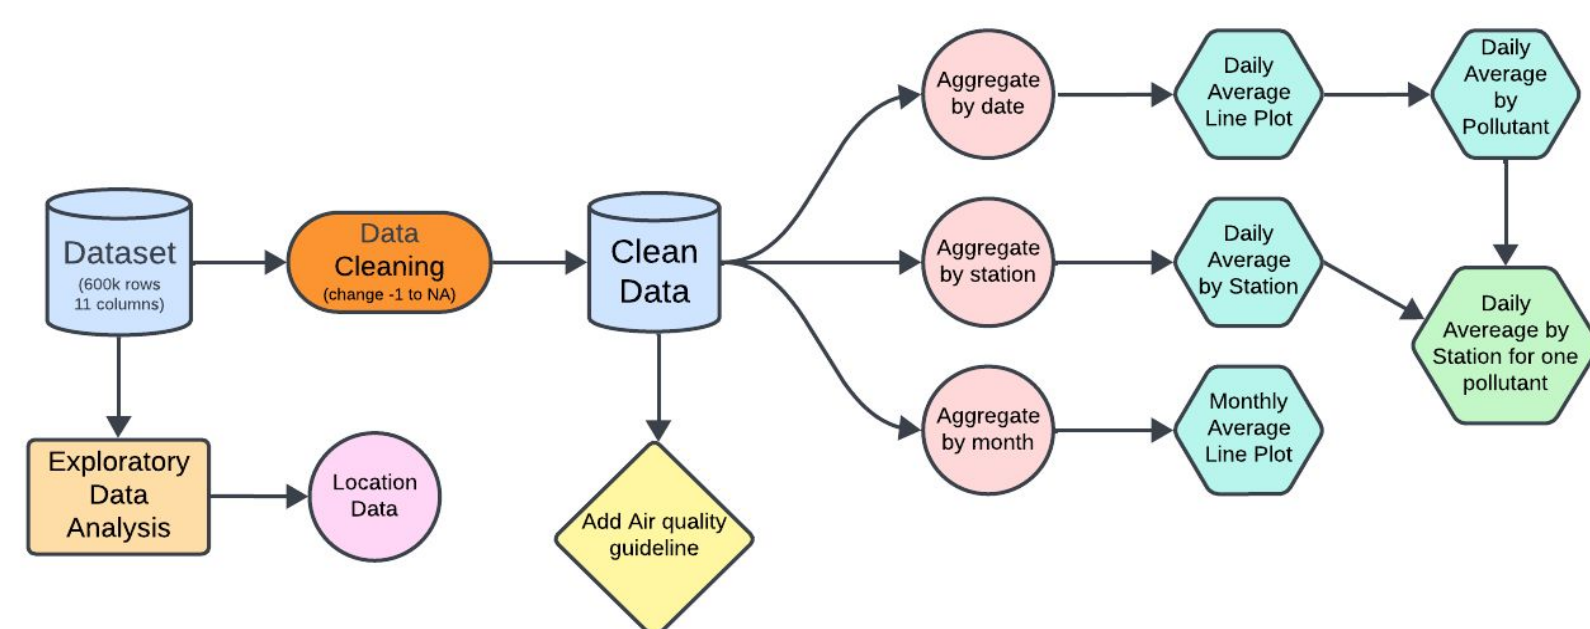 Dataset
(600k rows
11 columns)
Data
Cleaning
(change -1 to NA)
Clean
Data
Exploratory
Data
Analysis
Location
Data
Add Air quality
guideline
Aggregate
by date
Daily
Average
Line Plot
Daily
Average
by
Pollutant
Aggregate
by station
Daily
Average
by Station
Daily
Avereage by
Station for one
pollutant
Aggregate
by month
Monthly
Average
Line Plot